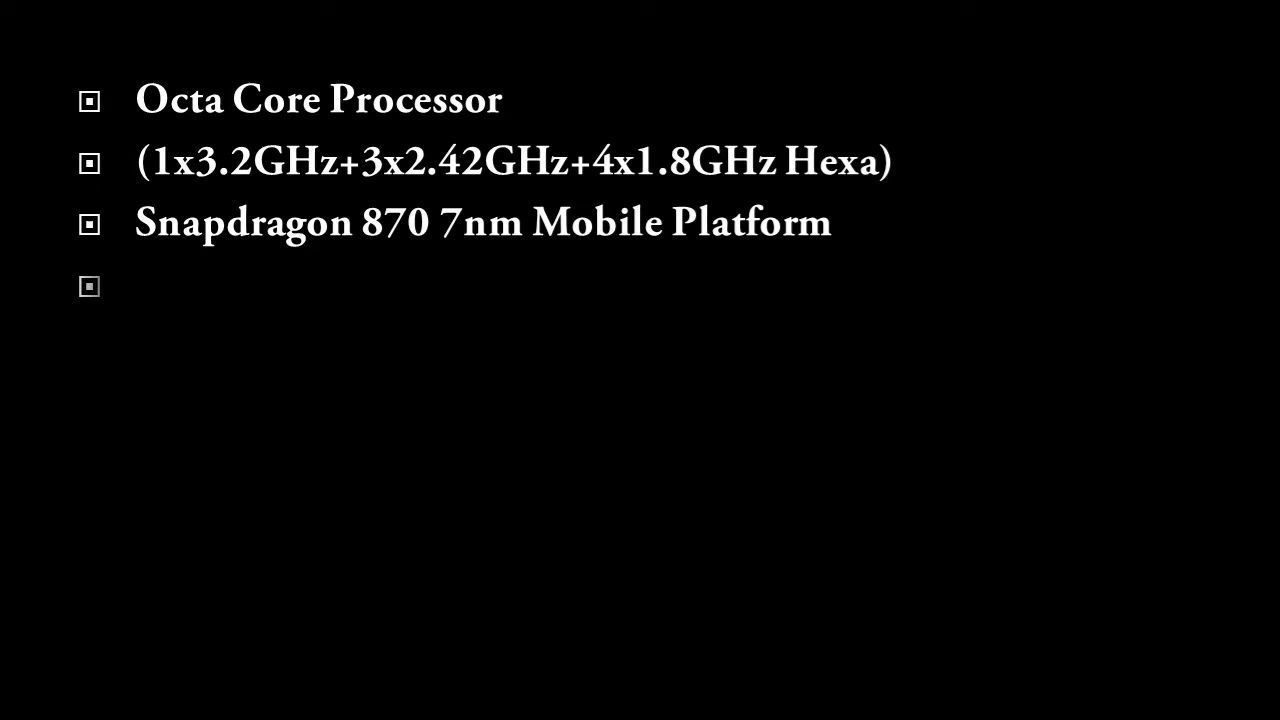 Octa Core Processor
(1x3.2GHz+3x2.42GHz+4x1.8GHz Hexa)
Snapdragon 870 7nm Mobile Platform